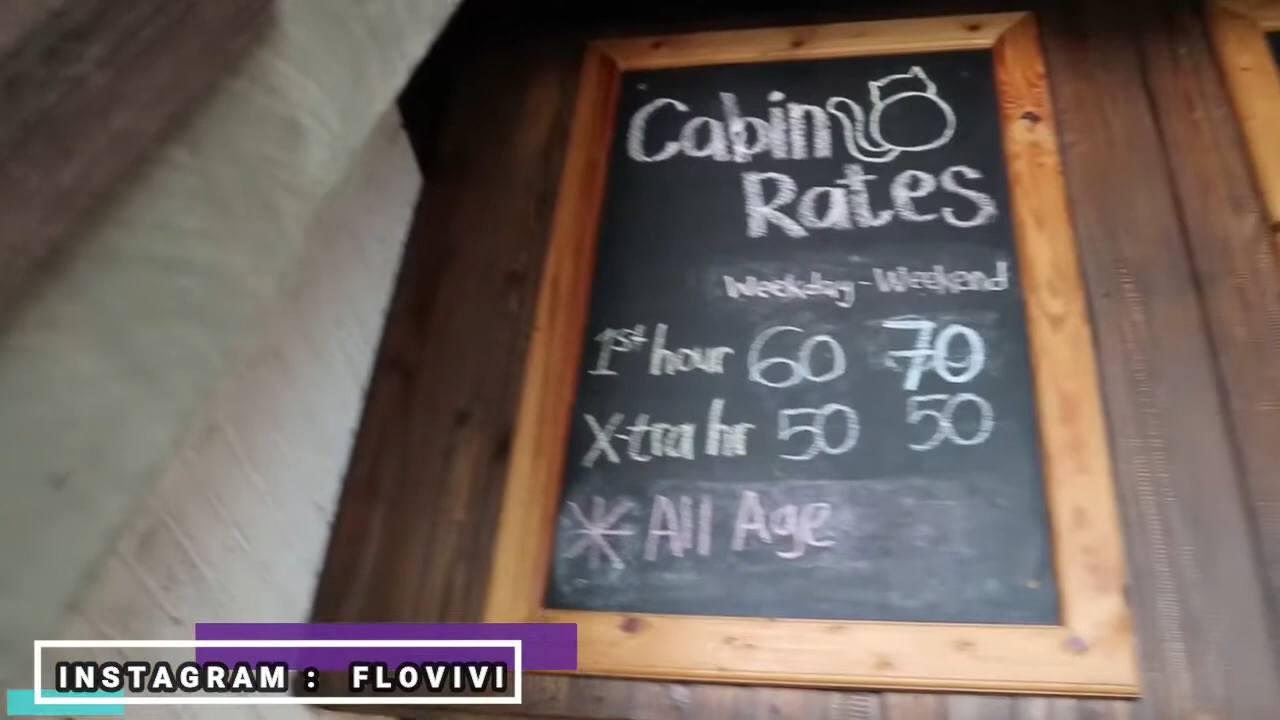 Cabin
Rates
Weekday - Weekend
1st hour 60 70
X-tra hr 50 50
* All Age
INSTAGRAM : FLOVIVI